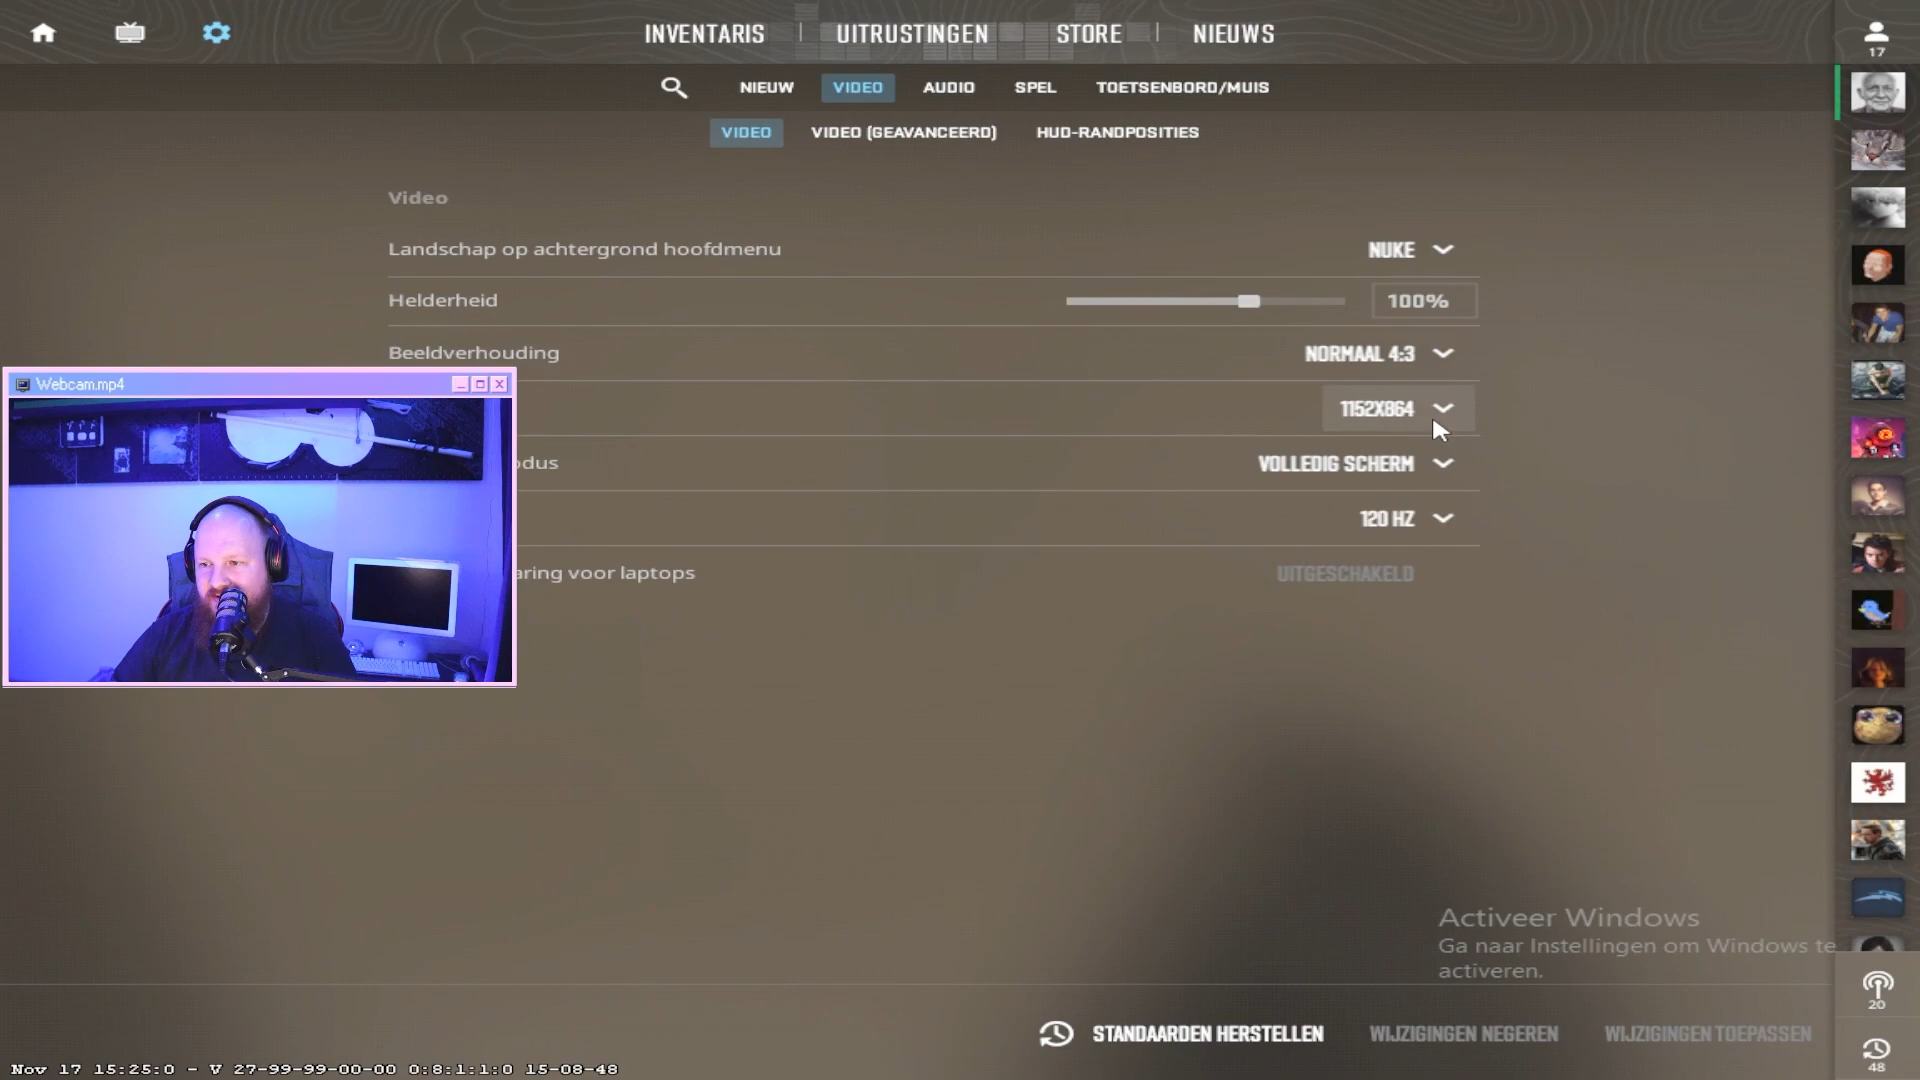 INVENTARIS | UITRUSTINGEN STORE | NIEUWS
17
NIEUW VIDEO AUDIO SPEL TOETSENBORD/MUIS
VIDEO VIDEO (GEAVANCEERD) HUD-RANDPOSITIES
Video
Landschap op achtergrond hoofdmenu NUKE
Helderheid 100%
Beeldverhouding NORMAAL 4:3
Webcam.mp4
1152X864
odus VOLLEDIG SCHERM
120 HZ
aring voor laptops UITGESCHAKELD
Activeer Windows
Ga naar Instellingen om Windows te
activeren.
20
STANDAARDEN HERSTELLEN WIJZIGINGEN NEGEREN WIJZIGINGEN TOEPASSEN
48
Nov 17 15:25:0 - V 27-99-99-00-00 0:8:1:1:0 15-08-48